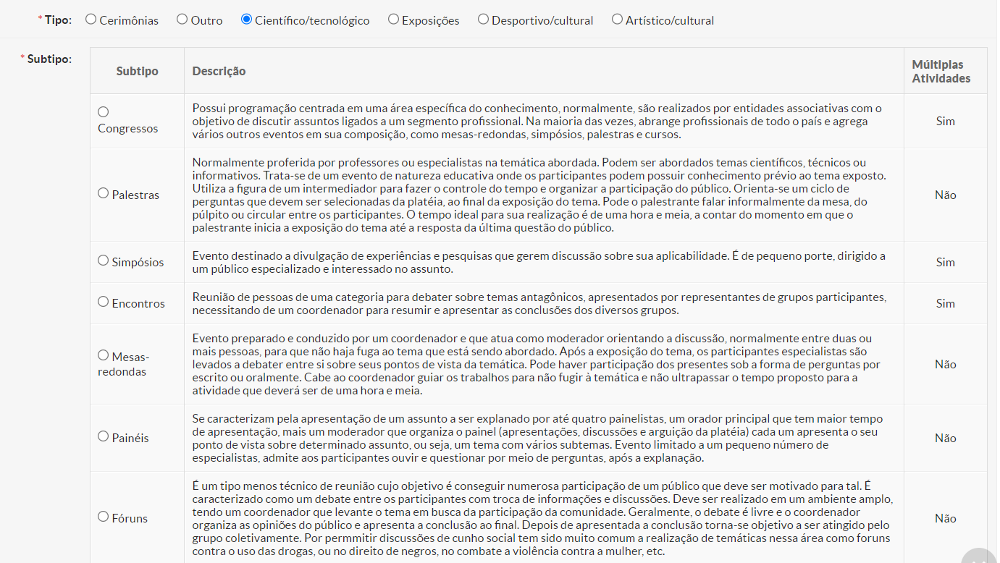 * Tipo: Cerimônias Outro Científico/tecnológico Exposições Desportivo/cultural Artístico/cultural
* Subtipo:
Subtipo Descrição Múltiplas Atividades
Congressos
Possui programação centrada em uma área específica do conhecimento, normalmente, são realizados por entidades associativas com o
objetivo de discutir assuntos ligados a um segmento profissional. Na maioria das vezes, abrange profissionais de todo o país e agrega
vários outros eventos em sua composição, como mesas-redondas, simpósios, palestras e cursos.
Sim
Palestras
Normalmente proferida por professores ou especialistas na temática abordada. Podem ser abordados temas científicos, técnicos ou
informativos. Trata-se de um evento de natureza educativa onde os participantes podem possuir conhecimento prévio ao tema exposto.
Utiliza a figura de um intermediador para fazer o controle do tempo e organizar a participação do público. Orienta-se um ciclo de
perguntas que devem ser selecionadas da platéia, ao final da exposição do tema. Pode o palestrante falar informalmente da mesa, do
púlpito ou circular entre os participantes. O tempo ideal para sua realização é de uma hora e meia, a contar do momento em que o
palestrante inicia a exposição do tema até a resposta da última questão do público.
Não
Simpósios
Evento destinado a divulgação de experiências e pesquisas que gerem discussão sobre sua aplicabilidade. É de pequeno porte, dirigido a
um público especializado e interessado no assunto.
Sim
Encontros
Reunião de pessoas de uma categoria para debater sobre temas antagônicos, apresentados por representantes de grupos participantes,
necessitando de um coordenador para resumir e apresentar as conclusões dos diversos grupos.
Sim
Mesas-
redondas
Evento preparado e conduzido por um coordenador e que atua como moderador orientando a discussão, normalmente entre duas ou
mais pessoas, para que não haja fuga ao tema que está sendo abordado. Após a exposição do tema, os participantes especialistas são
levados a debater entre si sobre seus pontos de vista da temática. Pode haver participação dos presentes sob a forma de perguntas por
escrito ou oralmente. Cabe ao coordenador guiar os trabalhos para não fugir à temática e não ultrapassar o tempo proposto para a
atividade que deverá ser de uma hora e meia.
Não
Painéis
Se caracterizam pela apresentação de um assunto a ser explanado por até quatro painelistas, um orador principal que tem maior tempo
de apresentação, mais um moderador que organiza o painel (apresentações, discussões e arguição da platéia) cada um apresenta o seu
ponto de vista sobre determinado assunto, ou seja, um tema com vários subtemas. Evento limitado a um pequeno número de
especialistas, admite aos participantes ouvir e questionar por meio de perguntas, após a explanação.
Não
Fóruns
É um tipo menos técnico de reunião cujo objetivo é conseguir numerosa participação de um público que deve ser motivado para tal. É
caracterizado como um debate entre os participantes com troca de informações e discussões. Deve ser realizado em um ambiente amplo,
tendo um coordenador que levante o tema em busca da participação da comunidade. Geralmente, o debate é livre e o coordenador
organiza as opiniões do público e apresenta a conclusão ao final. Depois de apresentada a conclusão torna-se objetivo a ser atingido pelo
grupo coletivamente. Por permmitir discussões de cunho social tem sido muito comum a realização de temáticas nessa área como foruns
contra o uso das drogas, ou no direito de negros, no combate a violência contra a mulher, etc.
Não